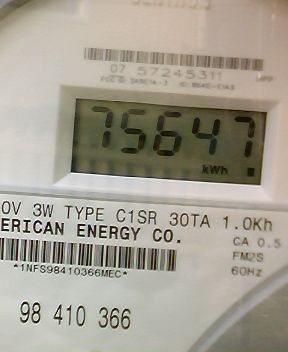 07 57245311
75647
kWh
0V 3W TYPE C1SR 30TA 1.0Kh
ERICAN ENERGY CO.
CA 0.5
FM2S
60Hz
*1NFS98410366MEC*
98 410 366